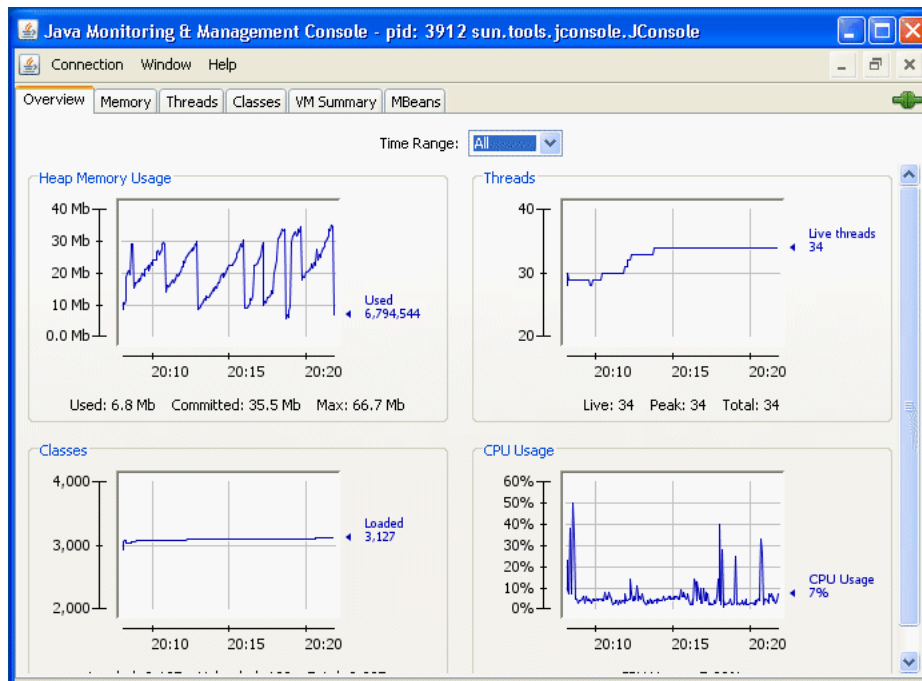 Java Monitoring & Management Console - pid: 3912 sun.tools.jconsole.JConsole
Connection Window Help
Overview Memory Threads Classes VM Summary MBeans
Time Range: All
Heap Memory Usage
40 Mb
30 Mb
20 Mb
10 Mb
0.0 Mb
Used
6,794,544
20:10 20:15 20:20
Used: 6.8 Mb Committed: 35.5 Mb Max: 66.7 Mb
Threads
40
30
20
Live threads
34
20:10 20:15 20:20
Live: 34 Peak: 34 Total: 34
Classes
4,000
3,000
2,000
Loaded
3,127
20:10 20:15 20:20
CPU Usage
60%
50%
40%
30%
20%
10%
0%
CPU Usage
7%
20:10 20:15 20:20